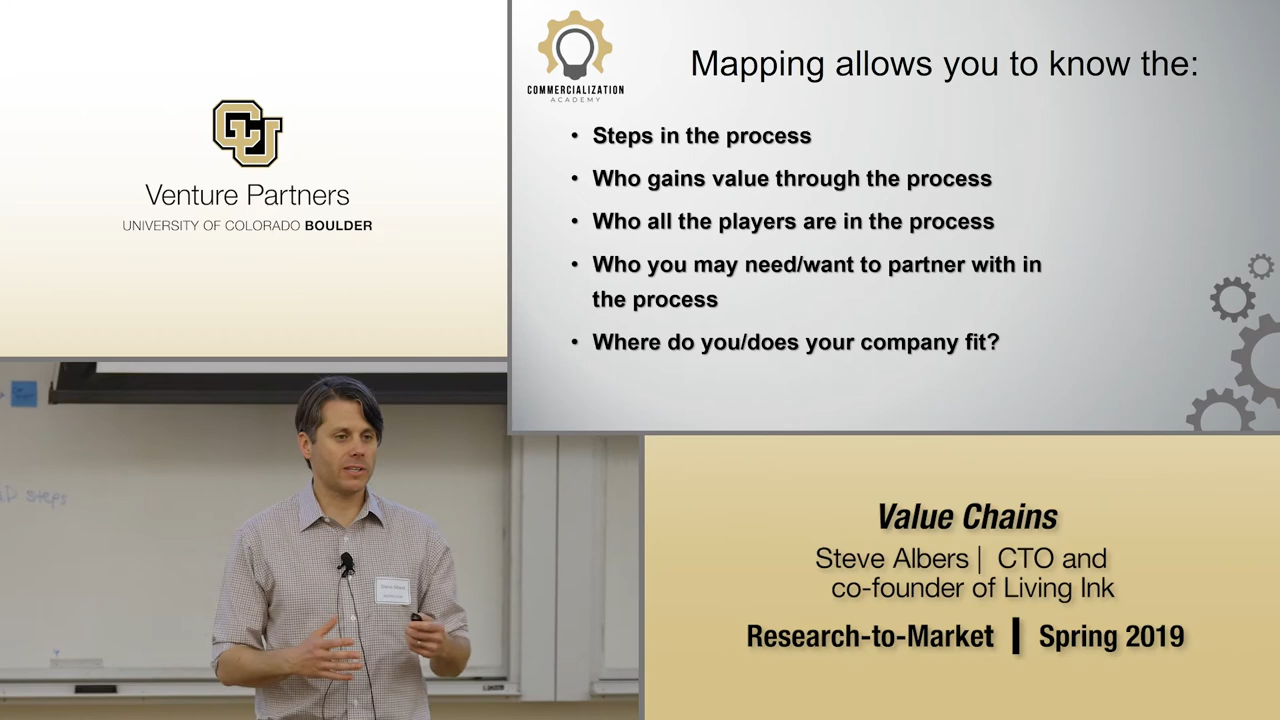 CU
Venture Partners
UNIVERSITY OF COLORADO BOULDER
COMMERCIALIZATION
ACADEMY
Mapping allows you to know the:
• Steps in the process
• Who gains value through the process
• Who all the players are in the process
• Who you may need/want to partner with in
the process
• Where do you/does your company fit?
steps
Value Chains
Steve Albers | CTO and
co-founder of Living Ink
Research-to-Market | Spring 2019